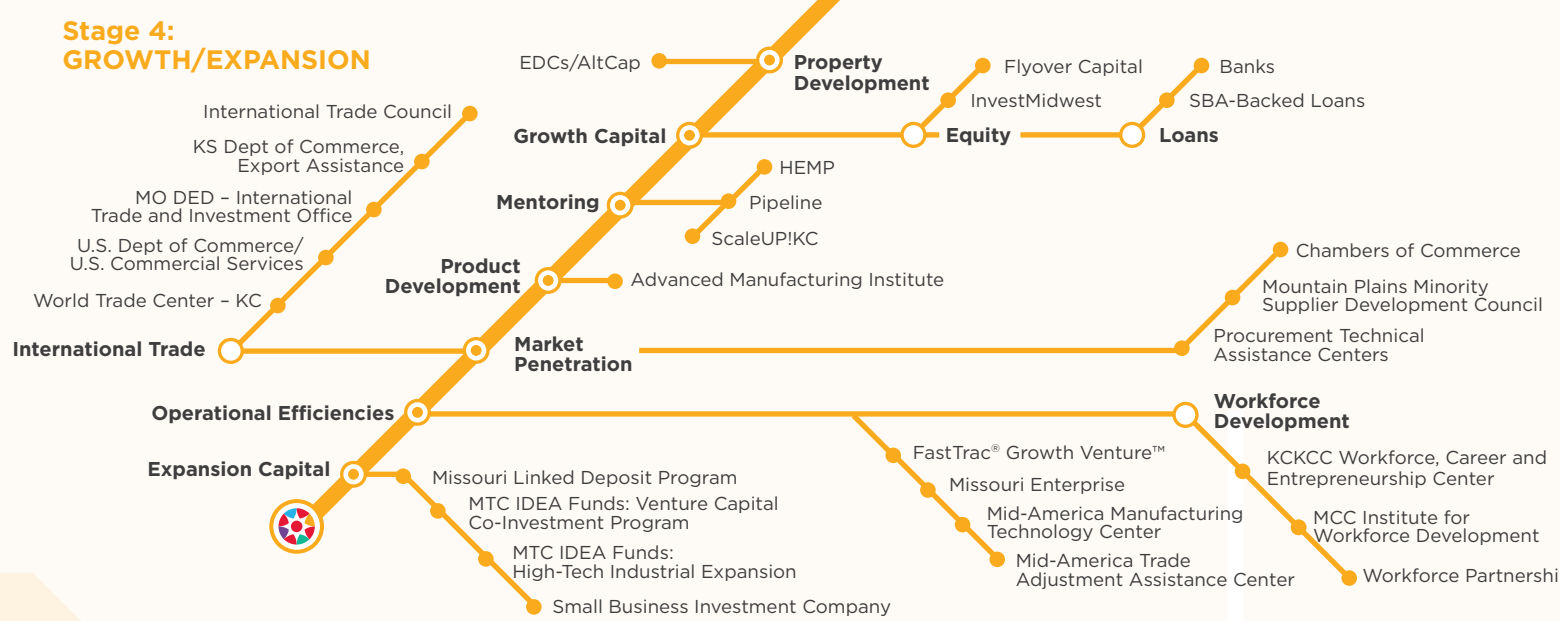 Stage 4:
GROWTH/EXPANSION
EDCs/AltCap
Property
Development
Flyover Capital
InvestMidwest
Banks
SBA-Backed Loans
Growth Capital
Equity
Loans
International Trade Council
KS Dept of Commerce,
Export Assistance
MO DED – International
Trade and Investment Office
U.S. Dept of Commerce/
U.S. Commercial Services
World Trade Center – KC
International Trade
Mentoring
HEMP
Pipeline
ScaleUP!KC
Product
Development
Advanced Manufacturing Institute
Market
Penetration
Chambers of Commerce
Mountain Plains Minority
Supplier Development Council
Procurement Technical
Assistance Centers
Operational Efficiencies
Workforce
Development
FastTrac® Growth Venture™
Missouri Enterprise
Mid-America Manufacturing
Technology Center
Mid-America Trade
Adjustment Assistance Center
KCKCC Workforce, Career and
Entrepreneurship Center
MCC Institute for
Workforce Development
Workforce Partnershi
Expansion Capital
Missouri Linked Deposit Program
MTC IDEA Funds: Venture Capital
Co-Investment Program
MTC IDEA Funds:
High-Tech Industrial Expansion
Small Business Investment Company